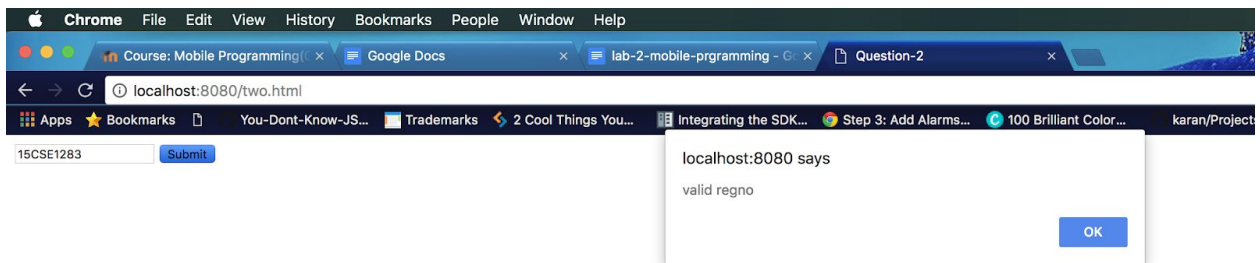 Chrome File Edit View History Bookmarks People Window Help
Course: Mobile Programming( × Google Docs × lab-2-mobile-prgramming - Go × Question-2 ×
localhost:8080/two.html
Apps Bookmarks You-Dont-Know-JS... Trademarks 2 Cool Things You... Integrating the SDK... Step 3: Add Alarms... 100 Brilliant Color... karan/Projects
15CSE1283 Submit
localhost:8080 says
valid regno
OK